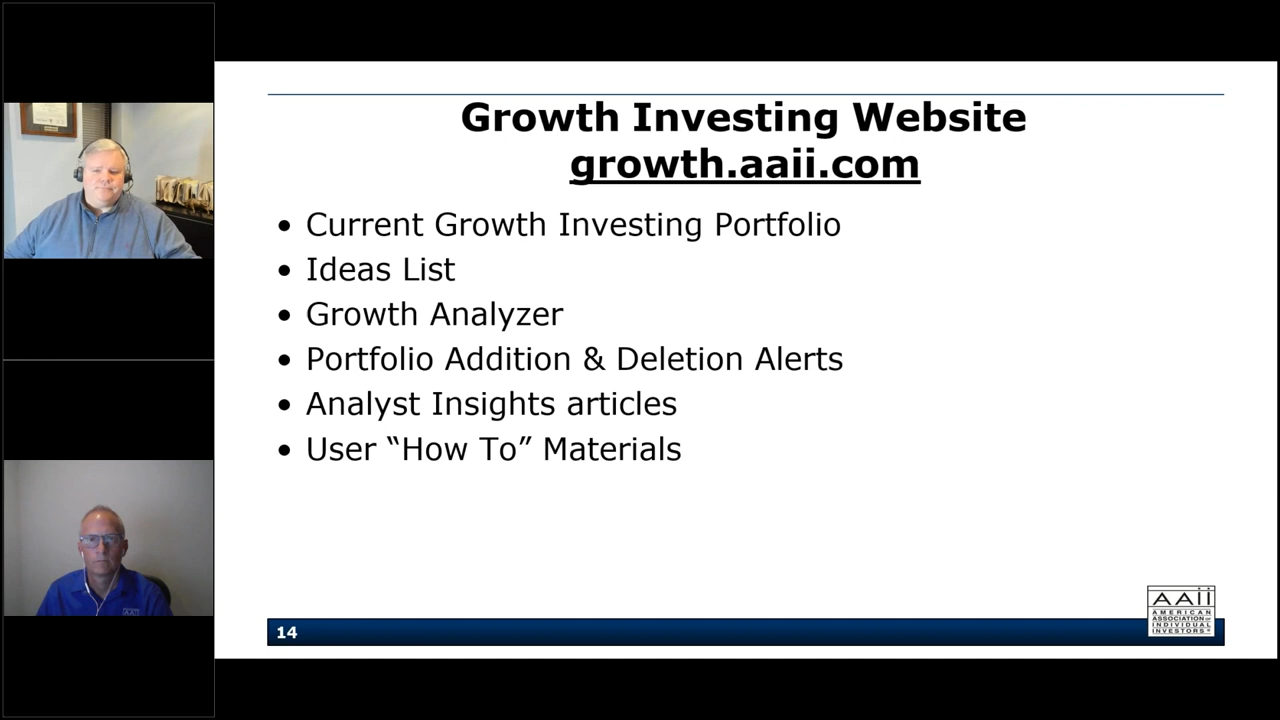 Growth Investing Website
growth.aaii.com
• Current Growth Investing Portfolio
• Ideas List
• Growth Analyzer
• Portfolio Addition & Deletion Alerts
• Analyst Insights articles
• User “How To” Materials
14
AAII
AMERICAN
ASSOCIATION OF
INDIVIDUAL
INVESTORS®
AAII